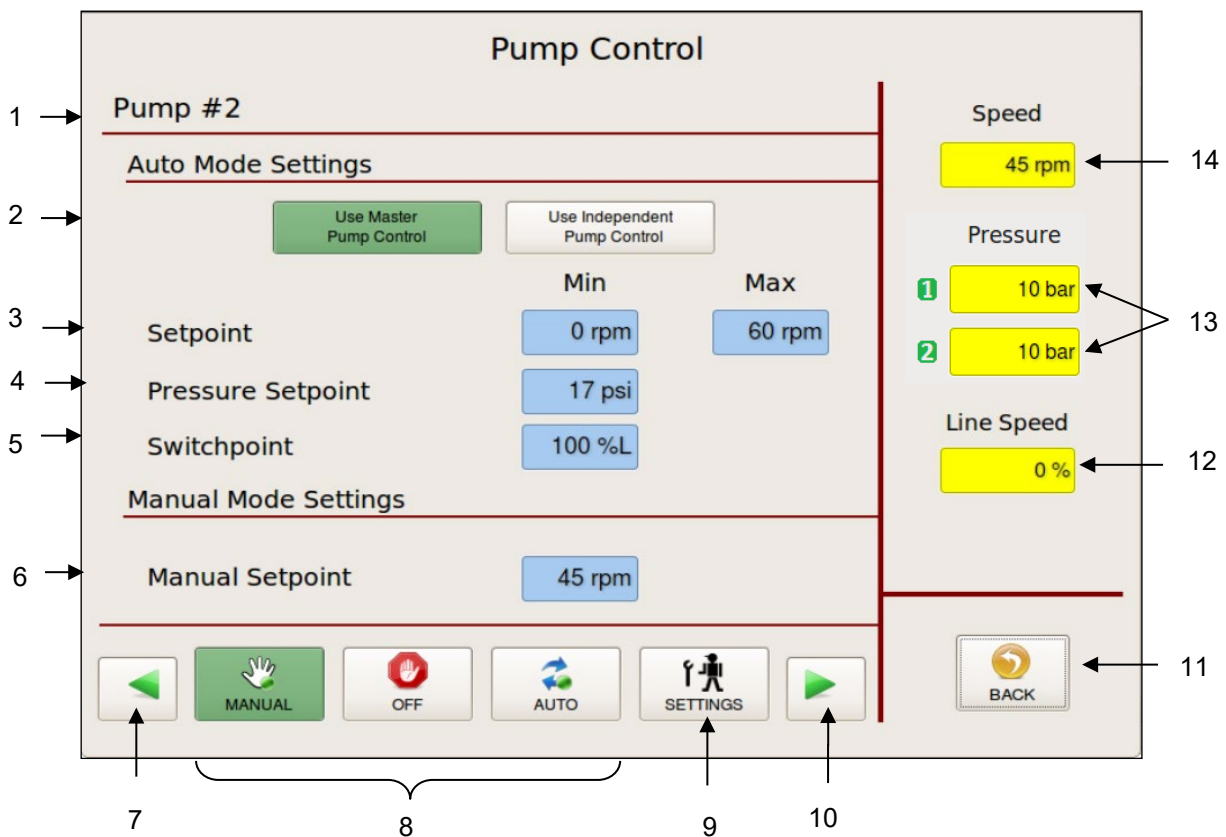 Pump Control
1
Pump #2
Auto Mode Settings
2
Use Master
Pump Control
Use Independent
Pump Control
Min
Max
3
Setpoint
0 rpm
60 rpm
4
Pressure Setpoint
17 psi
5
Switchpoint
100 %L
Manual Mode Settings
6
Manual Setpoint
45 rpm
MANUAL
OFF
AUTO
SETTINGS
7
8
9
10
Speed
45 rpm
14
Pressure
1
10 bar
2
10 bar
13
Line Speed
0 %
12
BACK
11